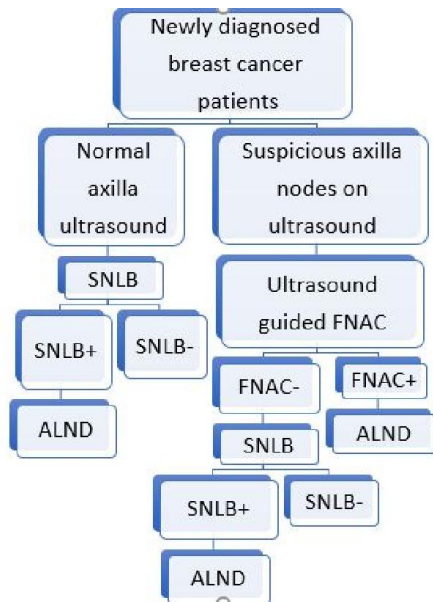 Newly diagnosed
breast cancer
patients
Normal
axilla
ultrasound
Suspicious axilla
nodes on
ultrasound
SNLB
Ultrasound
guided FNAC
SNLB+
SNLB-
FNAC-
FNAC+
ALND
SNLB
ALND
SNLB+
SNLB-
ALND